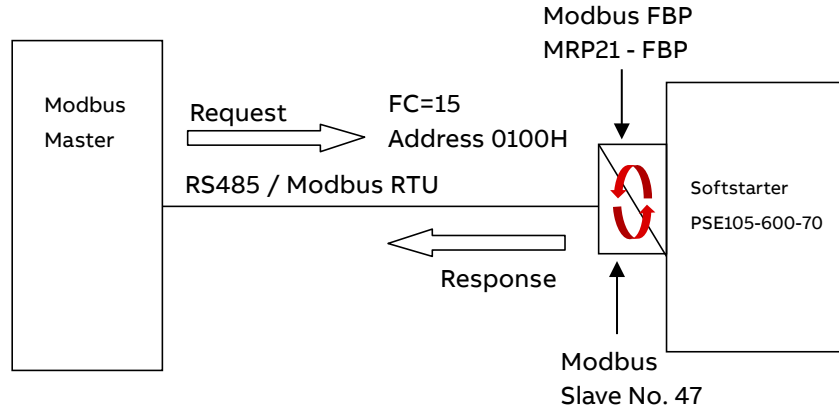 Modbus FBP
MRP21 - FBP
Modbus
Master
Request
FC=15
Address 0100H
RS485 / Modbus RTU
Response
Softstarter
PSE105-600-70
Modbus
Slave No. 47